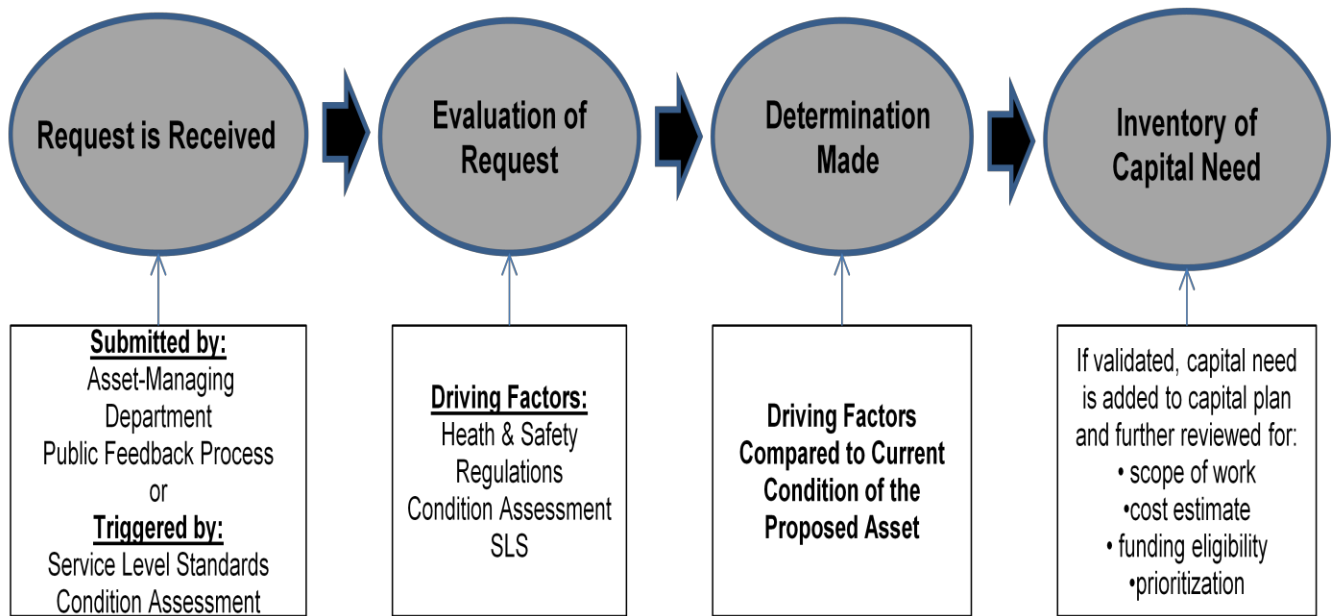 Request is Received
Evaluation of
Request
Determination
Made
Inventory of
Capital Need
Submitted by:
Asset-Managing
Department
Public Feedback Process
or
Triggered by:
Service Level Standards
Condition Assessment
Driving Factors:
Heath & Safety
Regulations
Condition Assessment
SLS
Driving Factors
Compared to Current
Condition of the
Proposed Asset
If validated, capital need
is added to capital plan
and further reviewed for:
• scope of work
•cost estimate
• funding eligibility
•prioritization